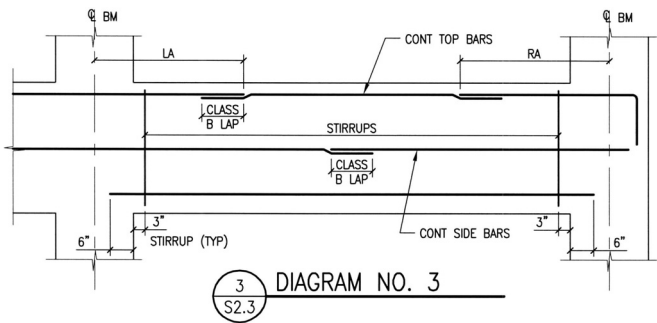 ℄ BM
℄ BM
LA
CONT TOP BARS
RA
CLASS
B LAP
STIRRUPS
CLASS
B LAP
3"
3"
6"
STIRRUP (TYP)
CONT SIDE BARS
6"
3
S2.3
DIAGRAM NO. 3